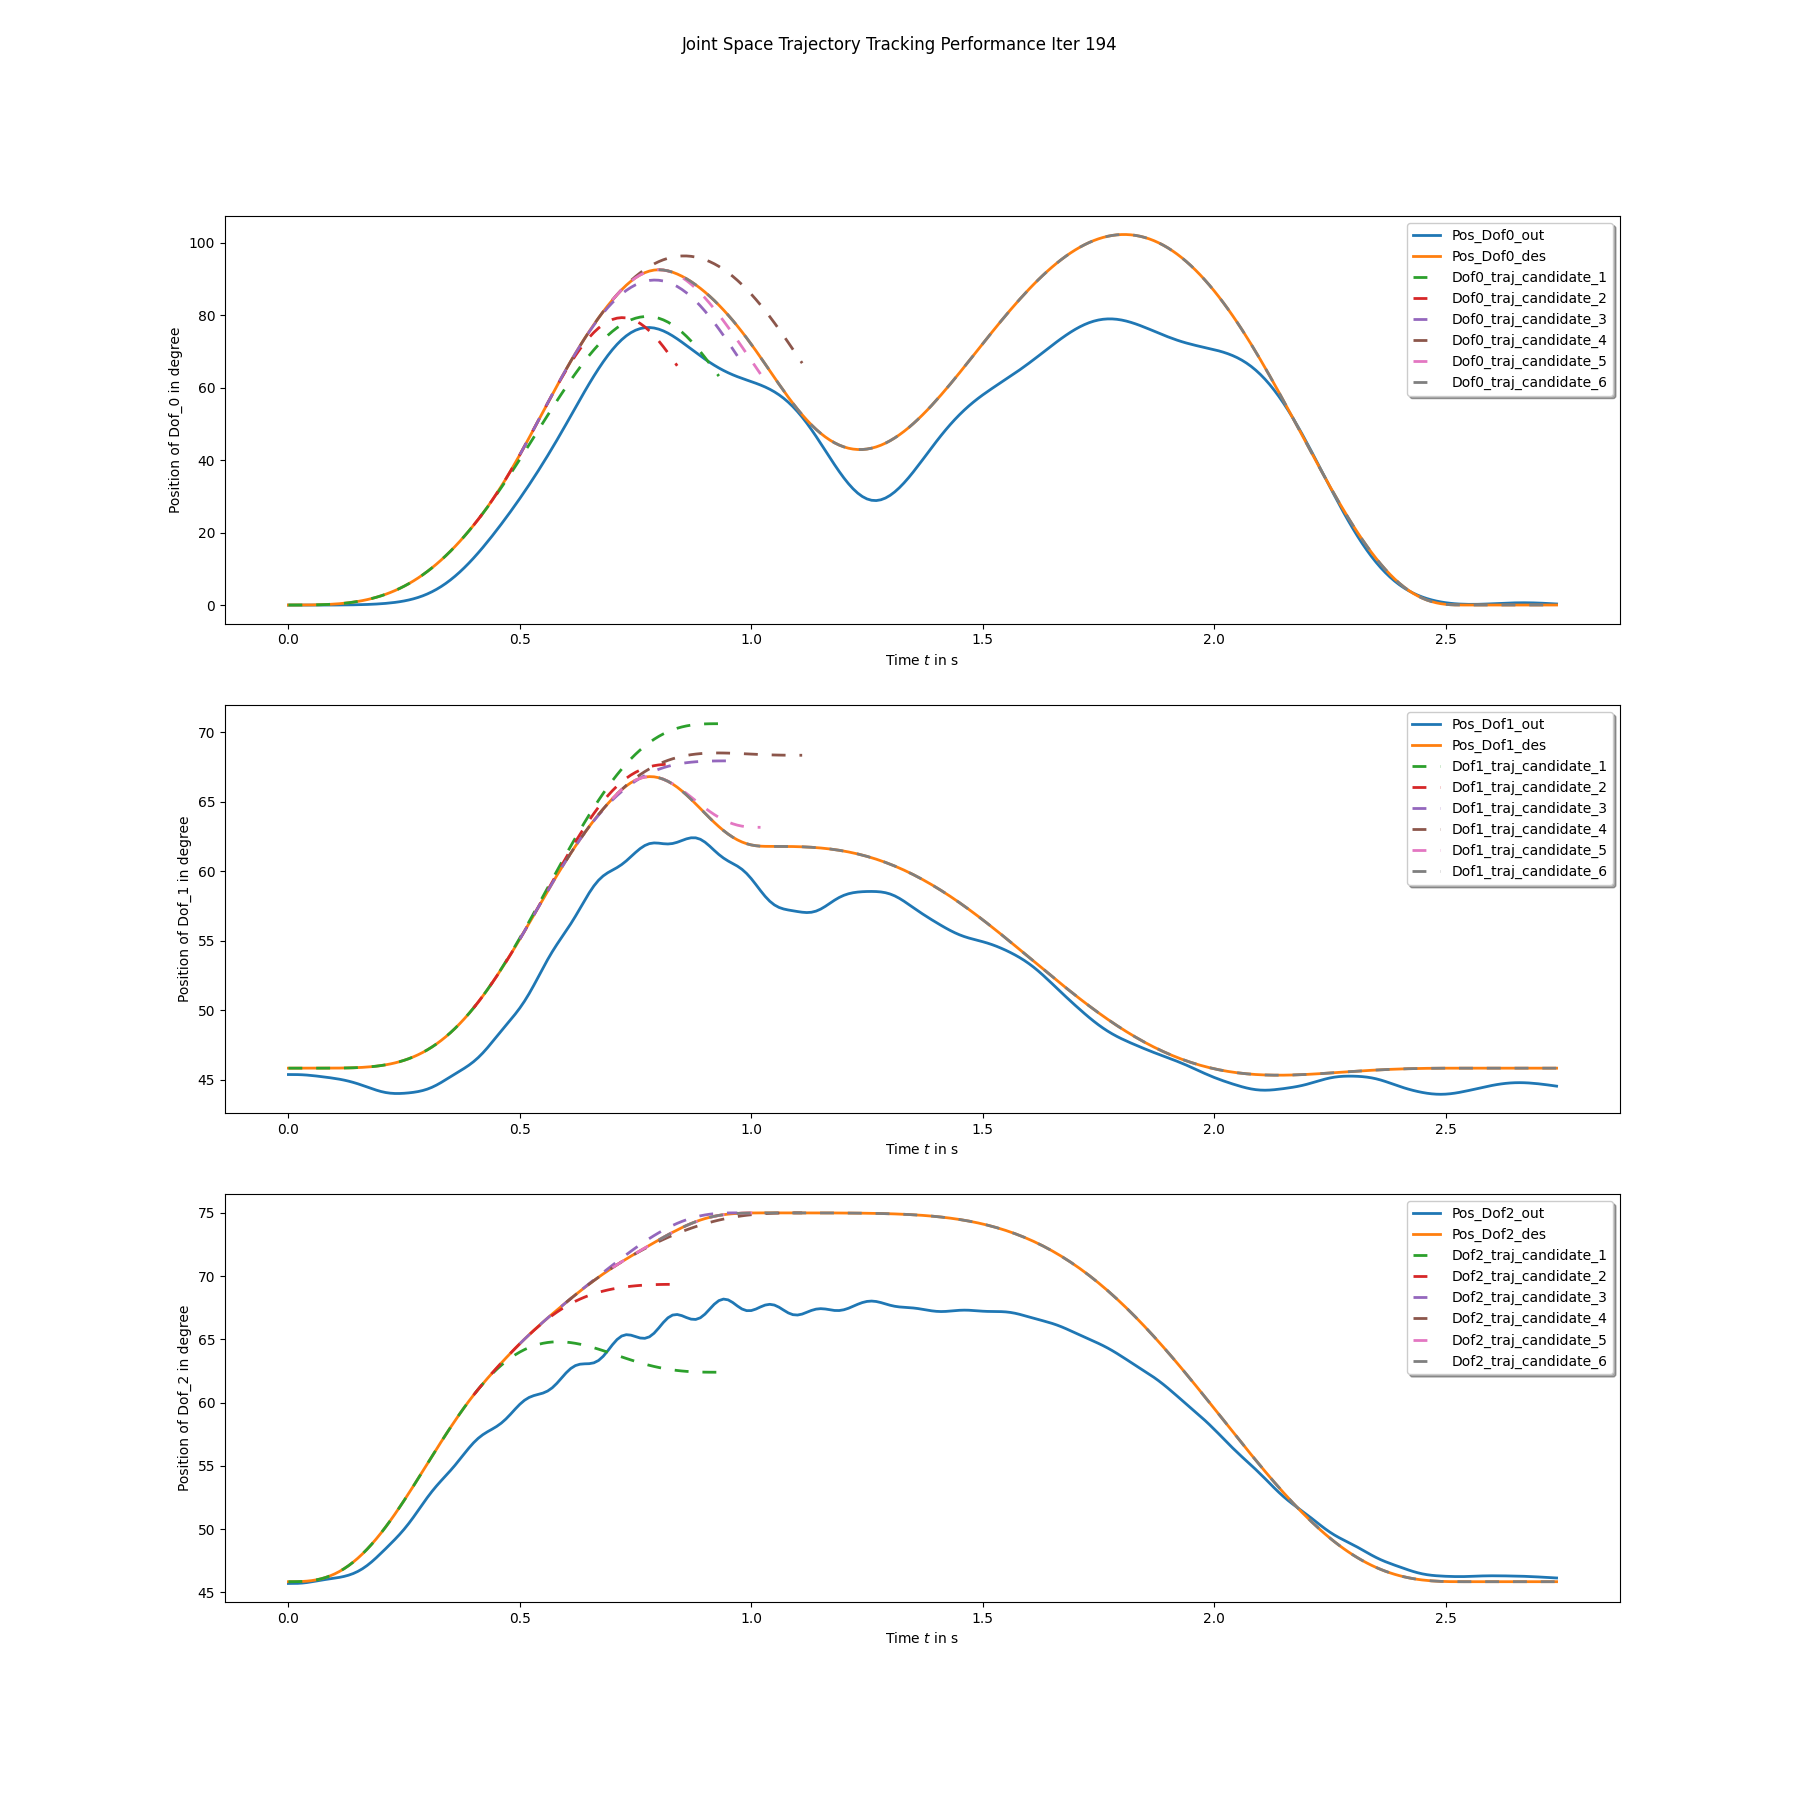 Joint Space Trajectory Tracking Performance Iter 194
Position of Dof_0 in degree
100
80
60
40
20
0
0.0 0.5 1.0 1.5 2.0 2.5
Time t in s
Pos_Dof0_out
Pos_Dof0_des
Dof0_traj_candidate_1
Dof0_traj_candidate_2
Dof0_traj_candidate_3
Dof0_traj_candidate_4
Dof0_traj_candidate_5
Dof0_traj_candidate_6
Position of Dof_1 in degree
70
65
60
55
50
45
0.0 0.5 1.0 1.5 2.0 2.5
Time t in s
Pos_Dof1_out
Pos_Dof1_des
Dof1_traj_candidate_1
Dof1_traj_candidate_2
Dof1_traj_candidate_3
Dof1_traj_candidate_4
Dof1_traj_candidate_5
Dof1_traj_candidate_6
Position of Dof_2 in degree
75
70
65
60
55
50
45
0.0 0.5 1.0 1.5 2.0 2.5
Time t in s
Pos_Dof2_out
Pos_Dof2_des
Dof2_traj_candidate_1
Dof2_traj_candidate_2
Dof2_traj_candidate_3
Dof2_traj_candidate_4
Dof2_traj_candidate_5
Dof2_traj_candidate_6